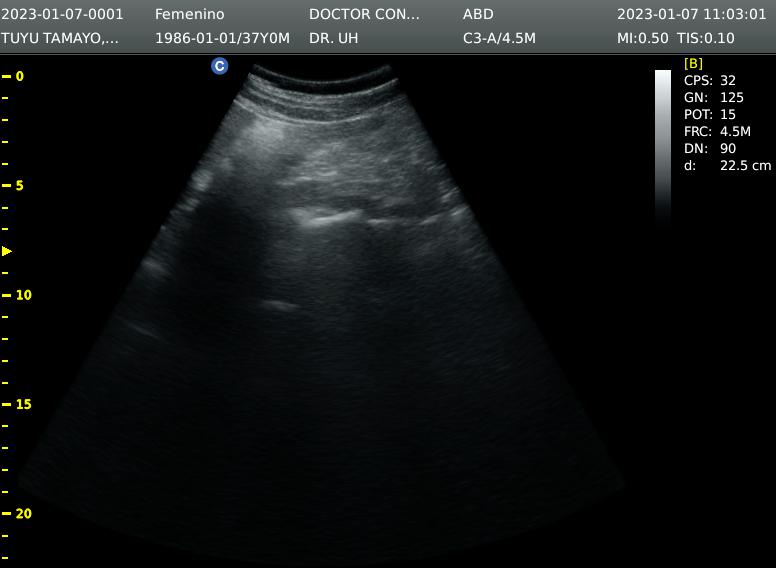 2023-01-07-0001 Femenino DOCTOR CON... ABD 2023-01-07 11:03:01
TUYU TAMAYO,... 1986-01-01/37Y0M DR. UH C3-A/4.5M MI:0.50 TIS:0.10
C
[B]
CPS: 32
GN: 125
POT: 15
FRC: 4.5M
DN: 90
d: 22.5 cm
0
5
10
15
20